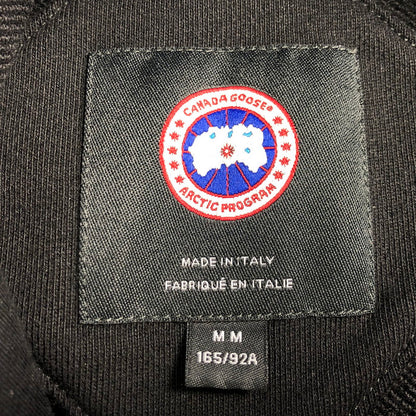 CANADA GOOSE®
ARCTIC PROGRAM
MADE IN ITALY
FABRIQUÉ EN ITALIE
M M
165/92A